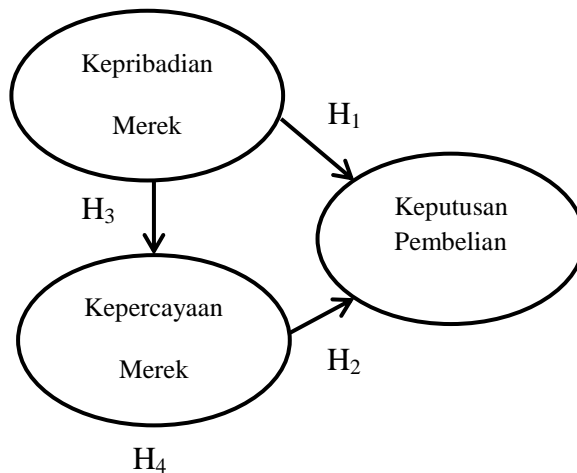 Kepribadian
Merek
H₁
H₃
Keputusan
Pembelian
Kepercayaan
Merek
H₂
H₄